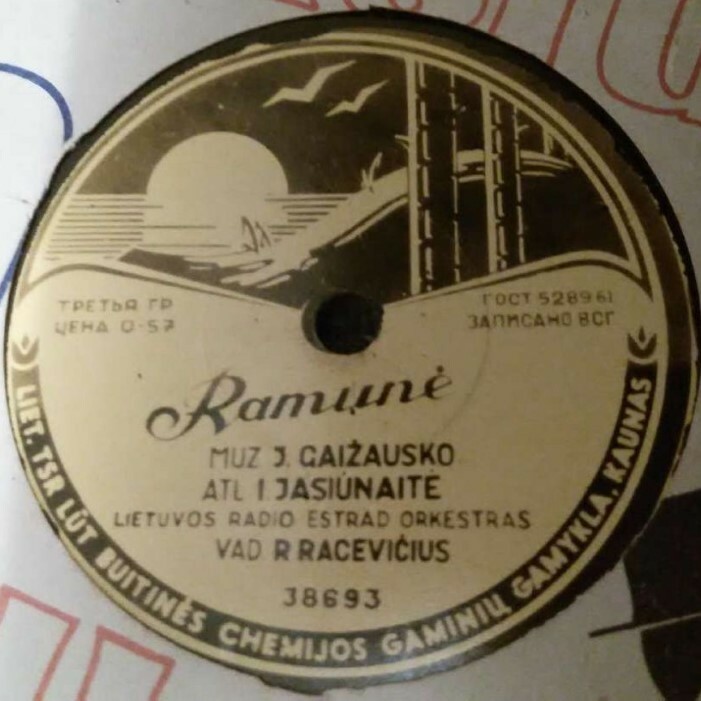 ТРЕТЬЯ ГР
ЦЕНА 0-57
ГОСТ 5289 61
ЗАПИСАНО ВСГ
Ramunė
MUZ J. GAIŽAUSKO
ATL I. JASIŪNAITĖ
LIETUVOS RADIO ESTRAD ORKESTRAS
VAD R RACEVIČIUS
38693
LIET. TSR LŪT BUITINĖS CHEMIJOS GAMINIŲ GAMYKLA, KAUNAS